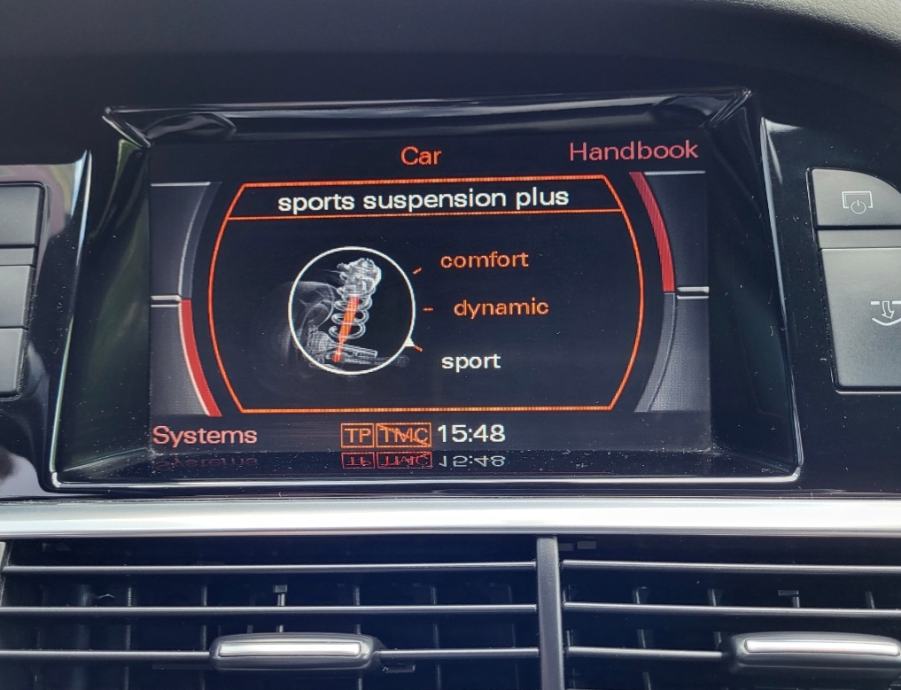 Car
Handbook
sports suspension plus
comfort
dynamic
sport
Systems
TP TMC 15:48